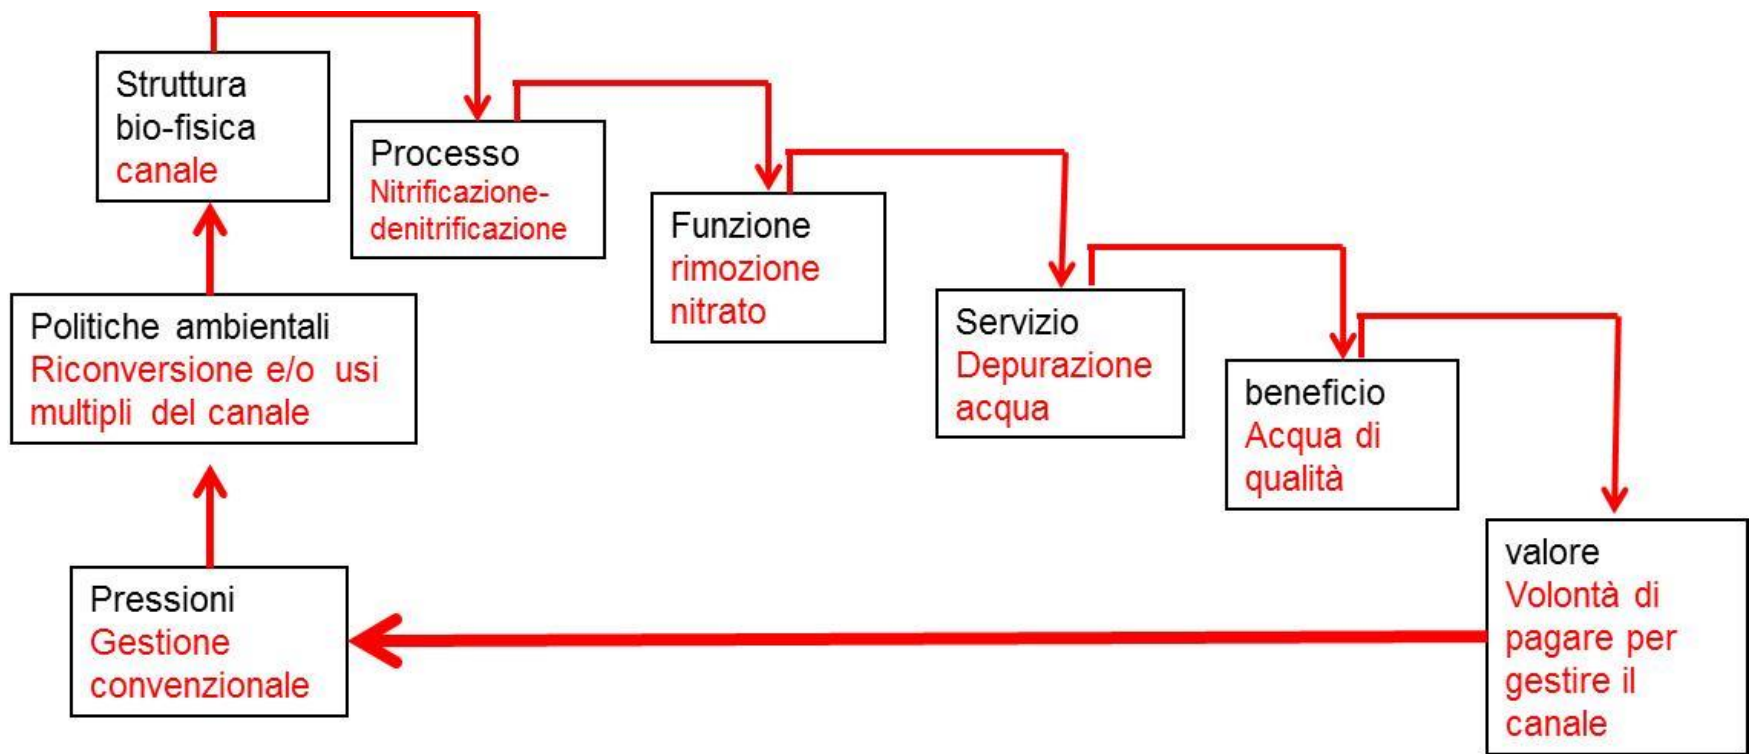 Struttura
bio-fisica
canale
Processo
Nitrificazione-
denitrificazione
Funzione
rimozione
nitrato
Servizio
Depurazione
acqua
beneficio
Acqua di
qualità
valore
Volontà di
pagare per
gestire il
canale
Politiche ambientali
Riconversione e/o usi
multipli del canale
Pressioni
Gestione
convenzionale